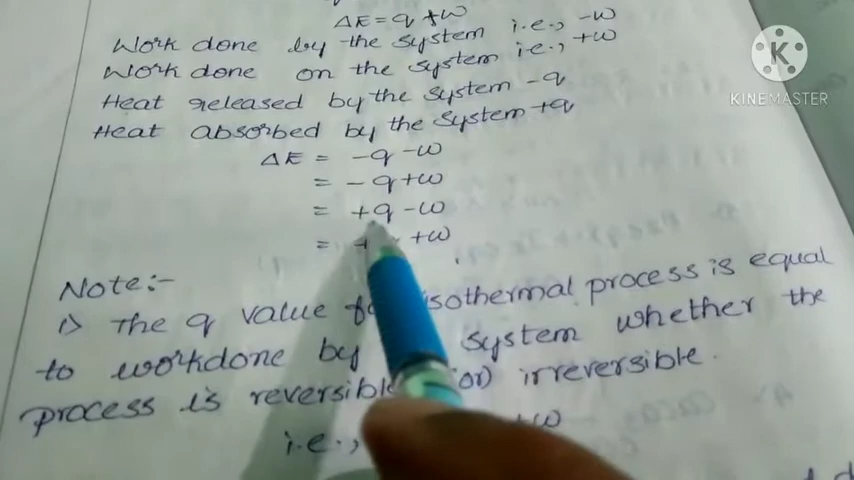 ΔE = q + w
Work done by the system i.e., -w
Work done on the system i.e., +w
Heat released by the system -q
Heat absorbed by the system +q
ΔE = -q -w
= -q +w
= +q -w
= + +w
Note:-
1) The q value isothermal process is equal
to workdone by system whether the
process is reversible (or) irreversible.
i.e., +w
K
KINEMASTER